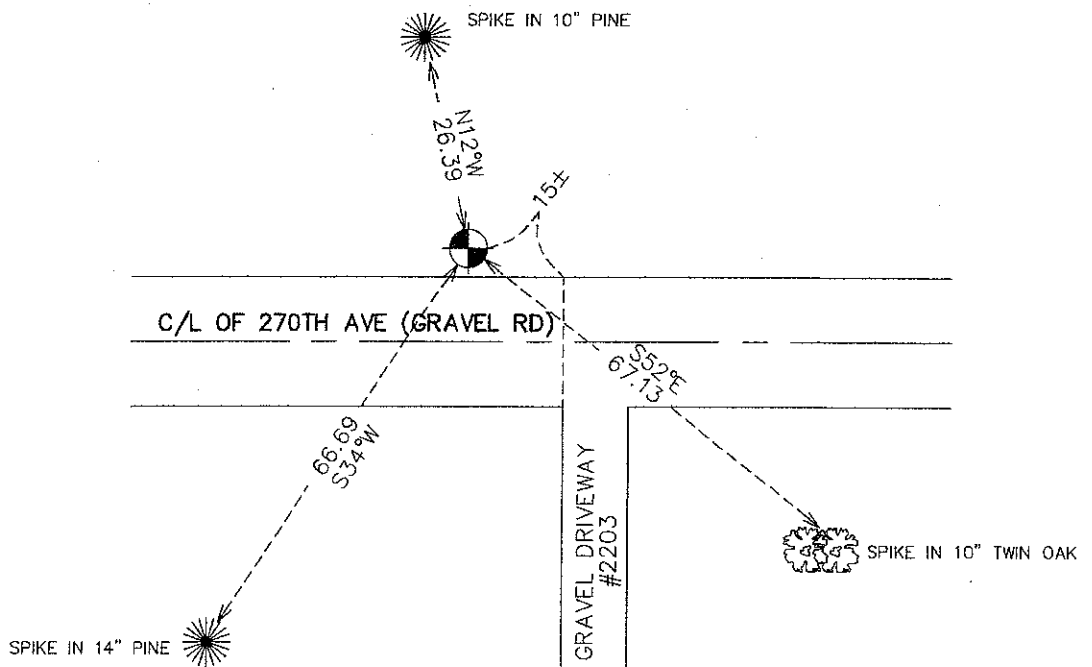 SPIKE IN 10" PINE
N12°W
26.39
15±
C/L OF 270TH AVE (GRAVEL RD)
S52°E
67.13
66.69
S34°W
GRAVEL DRIVEWAY
#2203
SPIKE IN 10" TWIN OAK
SPIKE IN 14" PINE